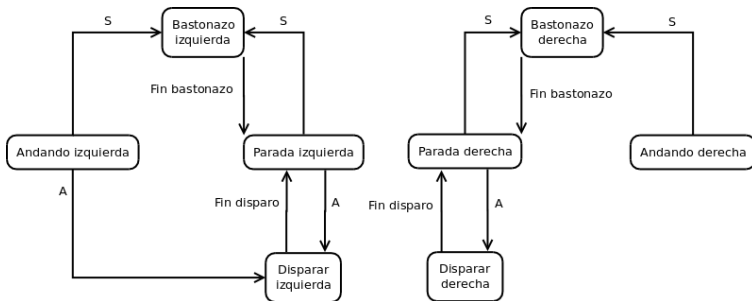 S
Bastonazo
izquierda
S
Fin bastonazo
Andando izquierda
Parada izquierda
A
Fin disparo
A
Disparar
izquierda
S
Bastonazo
derecha
S
Fin bastonazo
Parada derecha
Andando derecha
Fin disparo
A
Disparar
derecha